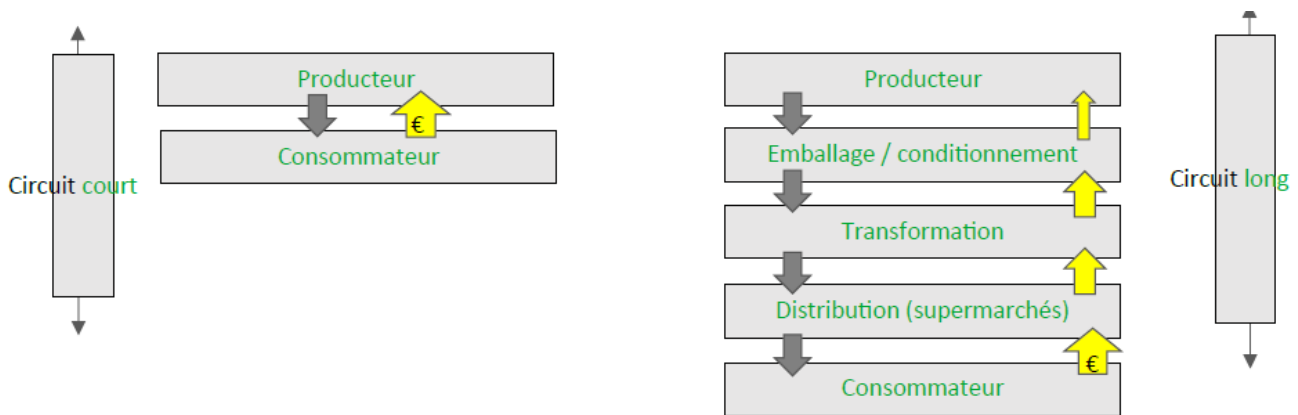 Circuit court
Producteur
€
Consommateur
Producteur
Emballage / conditionnement
Transformation
Distribution (supermarchés)
€
Consommateur
Circuit long